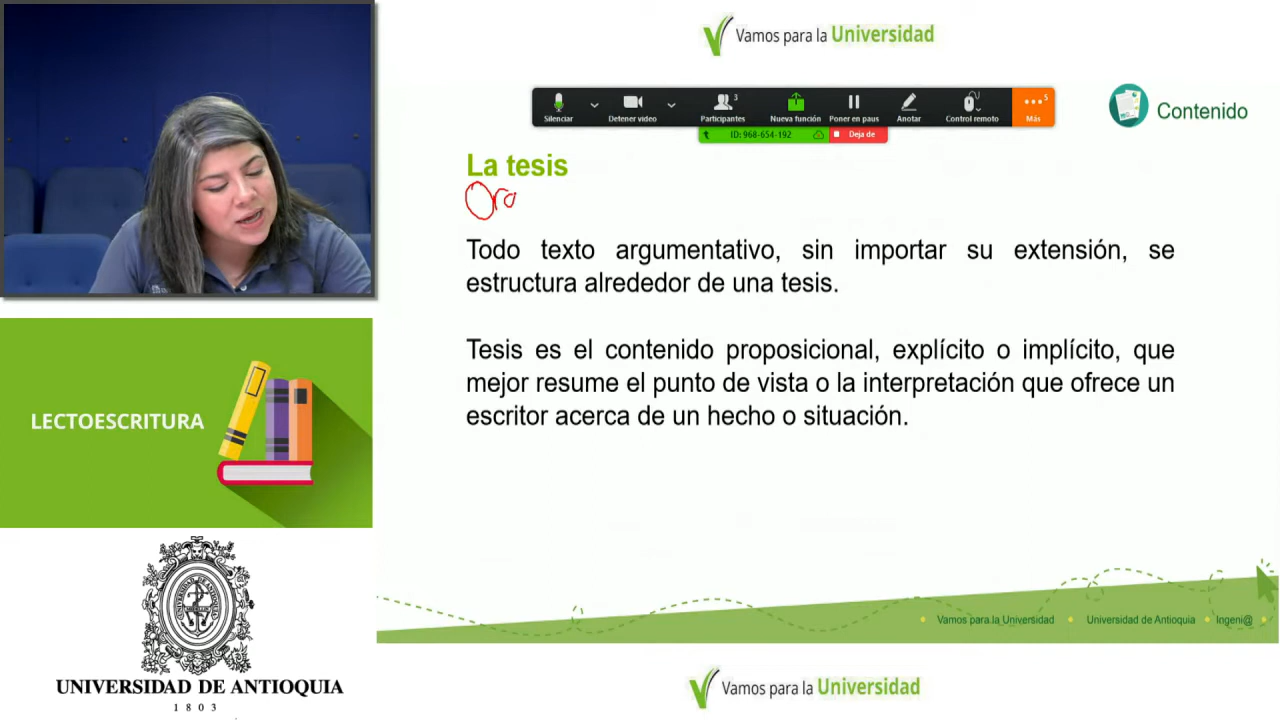 Vamos para la Universidad
3
5
Silenciar
Detener video
Participantes
Nueva función
Poner en paus
Anotar
Control remoto
Más
ID: 968-654-192
Deja de
Contenido
La tesis
Ora
Todo texto argumentativo, sin importar su extensión, se
estructura alrededor de una tesis.
Tesis es el contenido proposicional, explícito o implícito, que
mejor resume el punto de vista o la interpretación que ofrece un
escritor acerca de un hecho o situación.
LECTOESCRITURA
UNIVERSIDAD DE ANTIOQUIA
1803
Vamos para la Universidad
Universidad de Antioquia
Ingeni@
Vamos para la Universidad